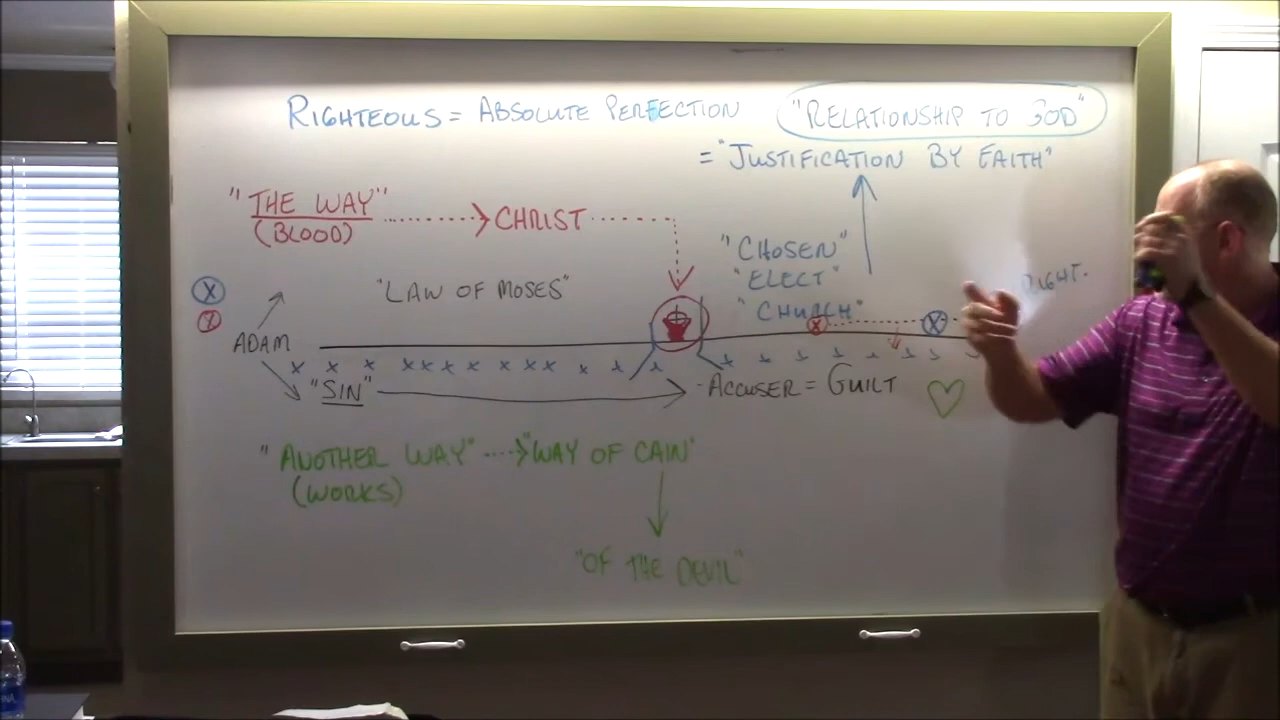 RIGHTEOUS = ABSOLUTE PERFECTION
"RELATIONSHIP TO GOD"
= "JUSTIFICATION BY FAITH"
"THE WAY"
(BLOOD)
CHRIST
"CHOSEN"
"ELECT"
"CHURCH"
"LAW OF MOSES"
ADAM
"SIN"
- ACCUSER = GUILT
"ANOTHER WAY"
(WORKS)
"WAY OF CAIN"
"OF THE DEVIL"